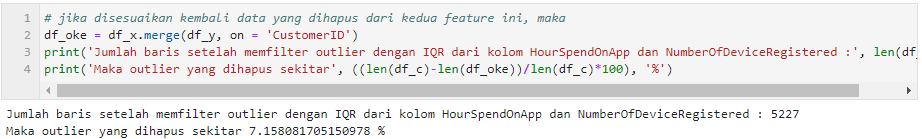 1 # jika disesuaikan kembali data yang dihapus dari kedua feature ini, maka
2 df_oke = df_x.merge(df_y, on = 'CustomerID')
3 print('Jumlah baris setelah memfilter outlier dengan IQR dari kolom HourSpendOnApp dan NumberOfDeviceRegistered :', len(df_
4 print('Maka outlier yang dihapus sekitar', ((len(df_c)-len(df_oke))/len(df_c)*100), '%')
Jumlah baris setelah memfilter outlier dengan IQR dari kolom HourSpendOnApp dan NumberOfDeviceRegistered : 5227
Maka outlier yang dihapus sekitar 7.158081705150978 %